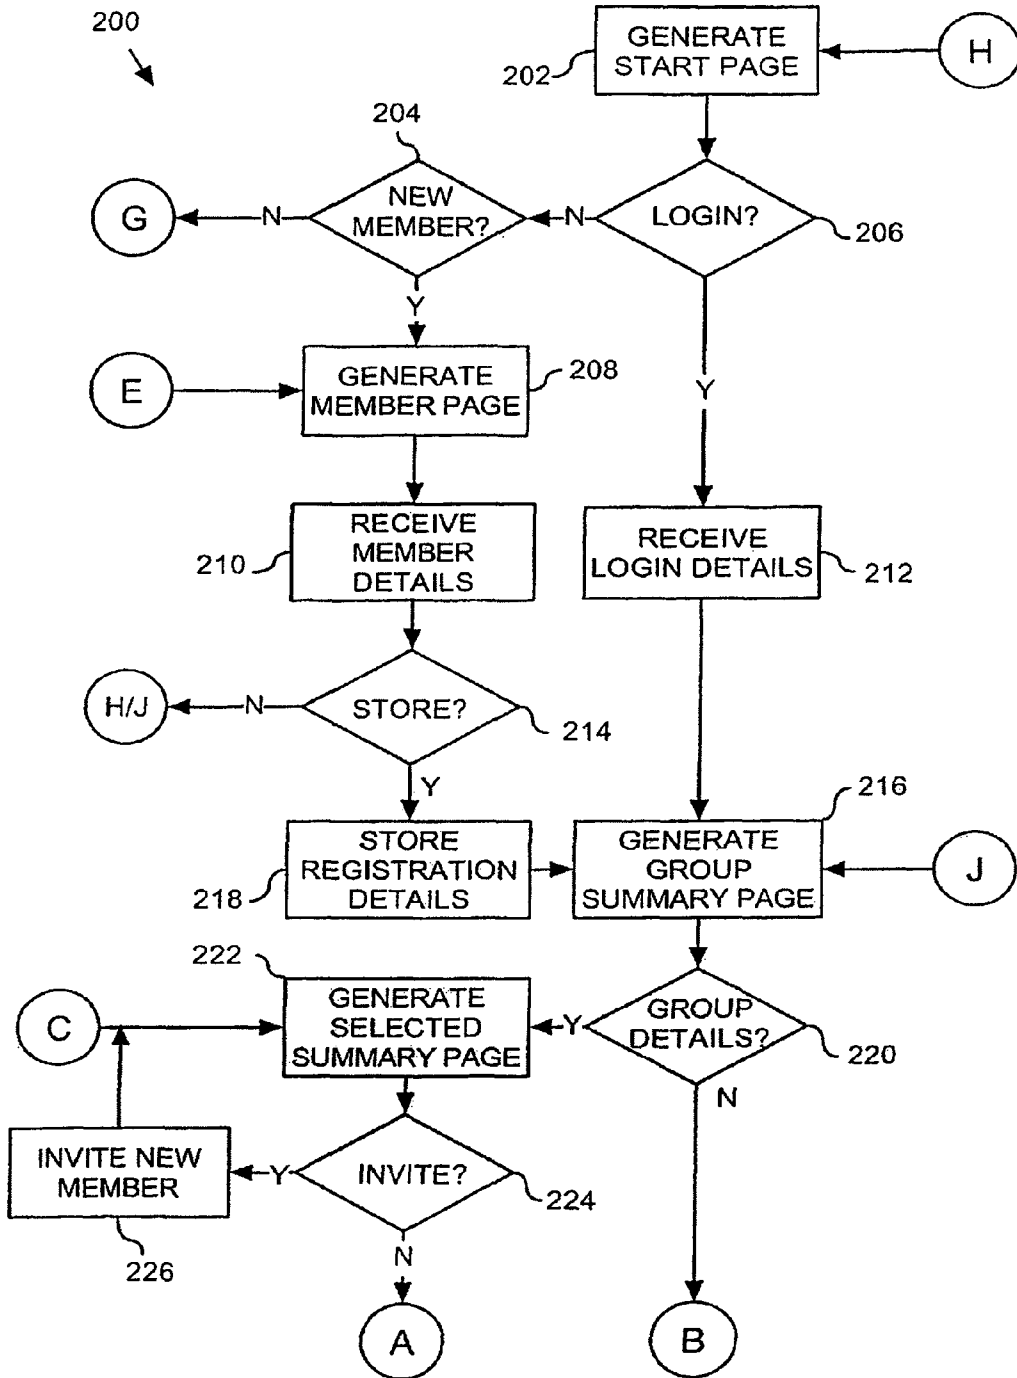 200
GENERATE
START PAGE
202
H
204
NEW
MEMBER?
N
G
N
LOGIN?
206
Y
Y
E
GENERATE
MEMBER PAGE
208
RECEIVE
MEMBER
DETAILS
210
RECEIVE
LOGIN DETAILS
212
H/J
N
STORE?
214
Y
STORE
REGISTRATION
DETAILS
218
216
GENERATE
GROUP
SUMMARY PAGE
J
222
C
GENERATE
SELECTED
SUMMARY PAGE
Y
GROUP
DETAILS?
220
N
INVITE NEW
MEMBER
226
Y
INVITE?
224
N
A
B